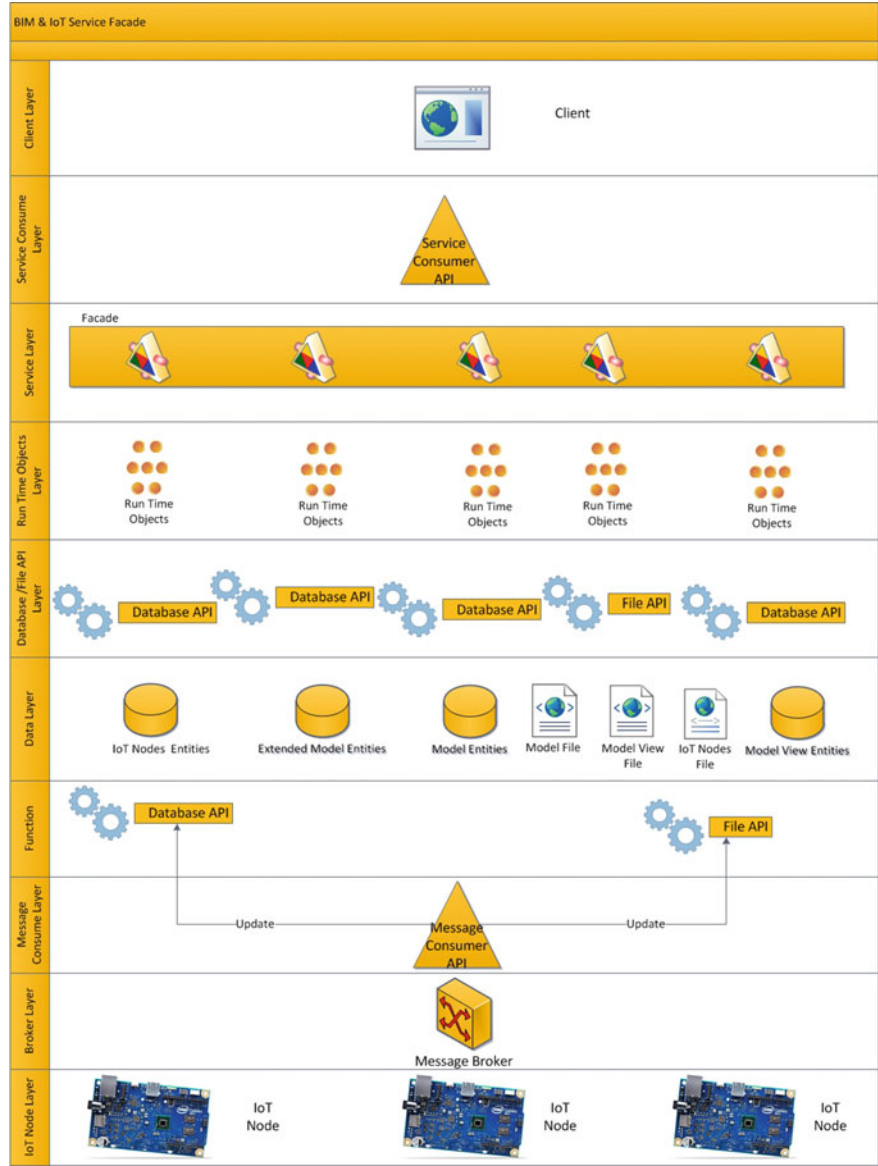 BIM & IoT Service Facade
Client Layer
Client
Service Consume
Layer
Service
Consumer
API
Service Layer
Facade
Run Time Objects
Layer
Run Time
Objects
Run Time
Objects
Run Time
Objects
Run Time
Objects
Run Time
Objects
Database /File API
Layer
Database API
Database API
Database API
File API
Database API
Data Layer
IoT Nodes Entities
Extended Model Entities
Model Entities
Model File
Model View
File
IoT Nodes
File
Model View Entities
Function
Database API
File API
Message
Consume Layer
Update
Message
Consumer
API
Update
Broker Layer
Message Broker
IoT Node Layer
IoT
Node
IoT
Node
IoT
Node